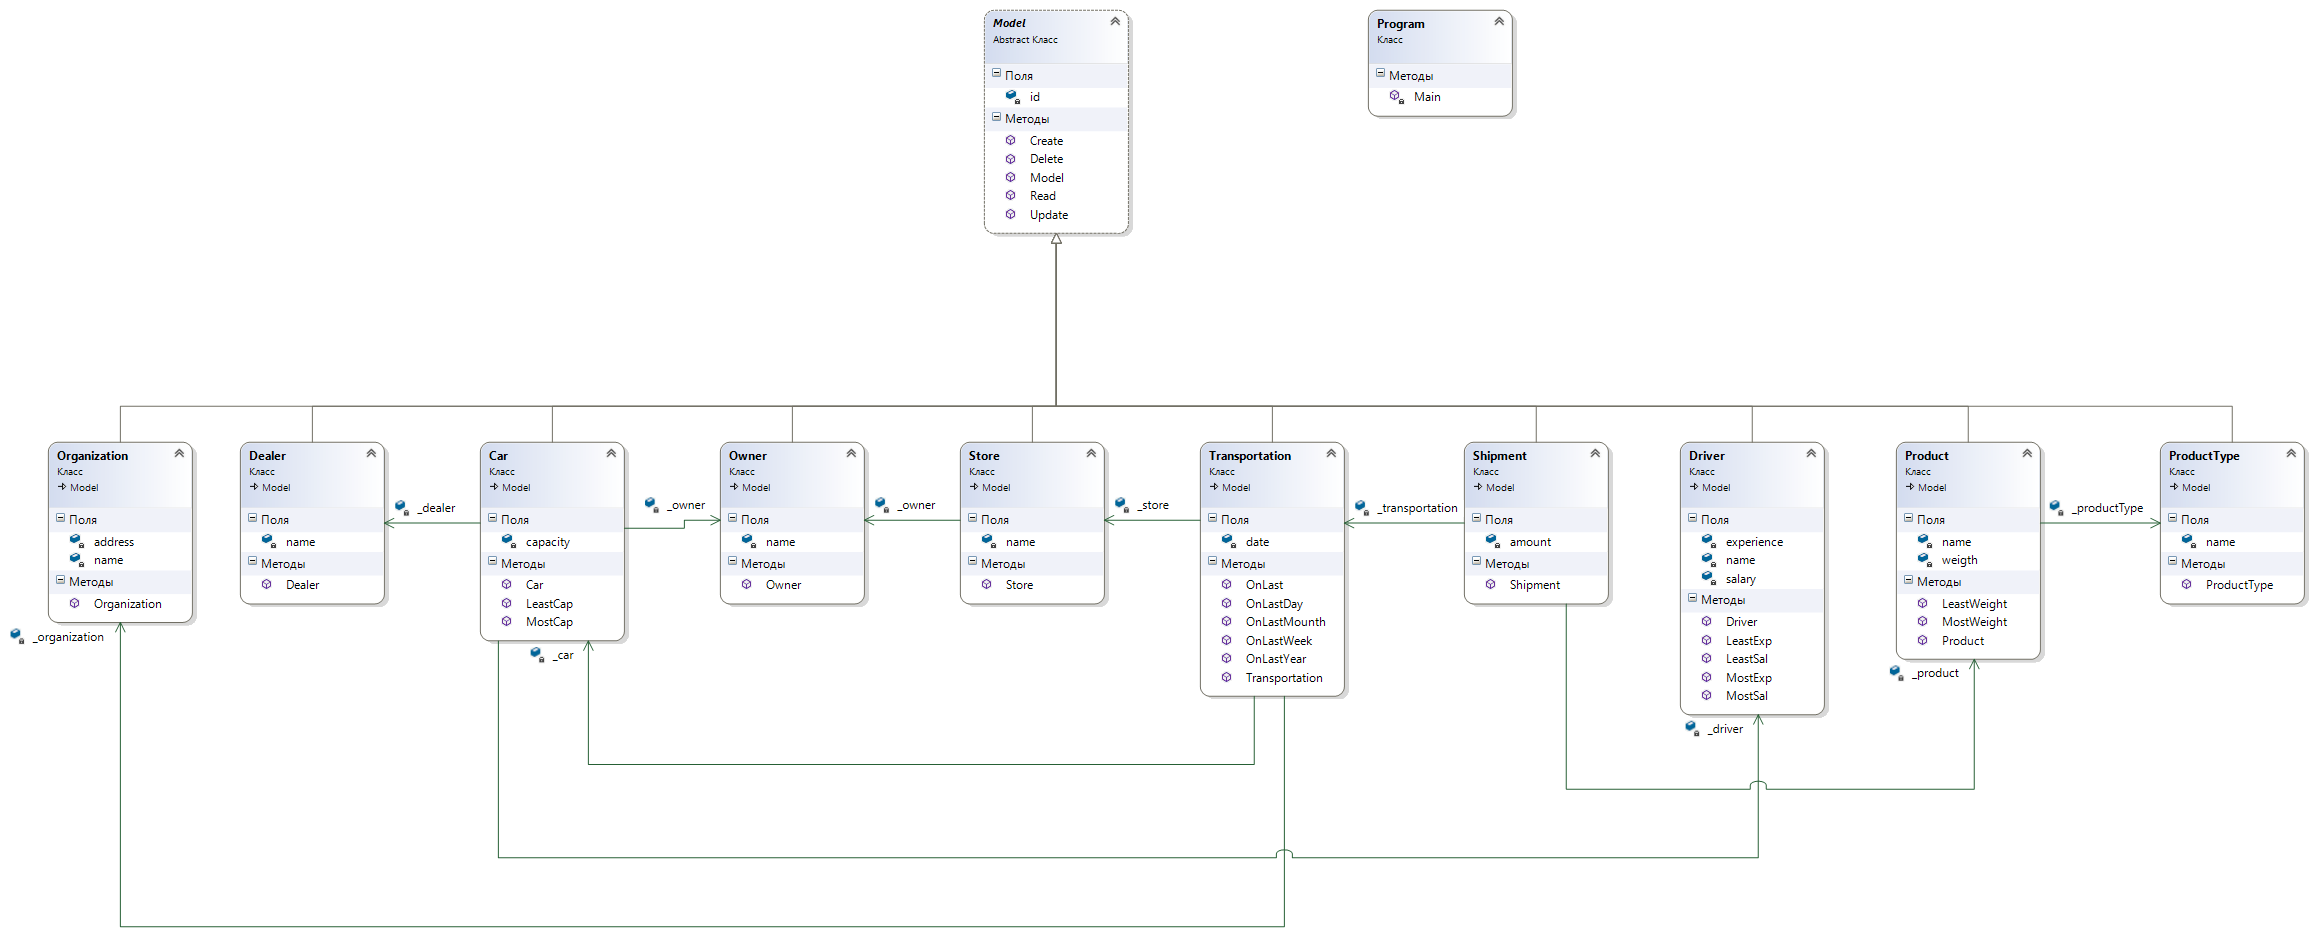 Model
Abstract Класс
Поля
id
Методы
Create
Delete
Model
Read
Update
Program
Класс
Методы
Main
Organization
Класс
Model
Поля
address
name
Методы
Organization
_organization
Dealer
Класс
Model
Поля
name
Методы
Dealer
_dealer
Car
Класс
Model
Поля
capacity
Методы
Car
LeastCap
MostCap
_car
_owner
Owner
Класс
Model
Поля
name
Методы
Owner
_owner
Store
Класс
Model
Поля
name
Методы
Store
_store
Transportation
Класс
Model
Поля
date
Методы
OnLast
OnLastDay
OnLastMounth
OnLastWeek
OnLastYear
Transportation
_transportation
Shipment
Класс
Model
Поля
amount
Методы
Shipment
Driver
Класс
Model
Поля
experience
name
salary
Методы
Driver
LeastExp
LeastSal
MostExp
MostSal
_driver
Product
Класс
Model
Поля
name
weigth
Методы
LeastWeight
MostWeight
Product
_product
_productType
ProductType
Класс
Model
Поля
name
Методы
ProductType